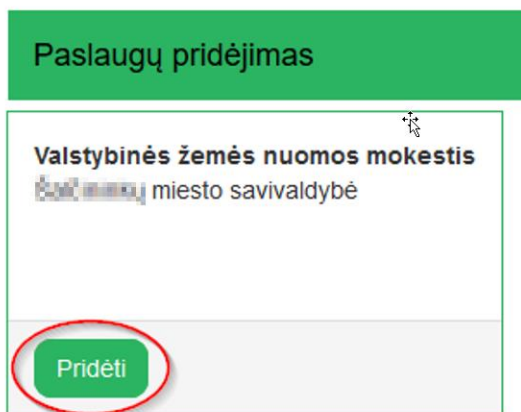 Paslaugų pridėjimas
Valstybinės žemės nuomos mokestis
miesto savivaldybė
Pridėti